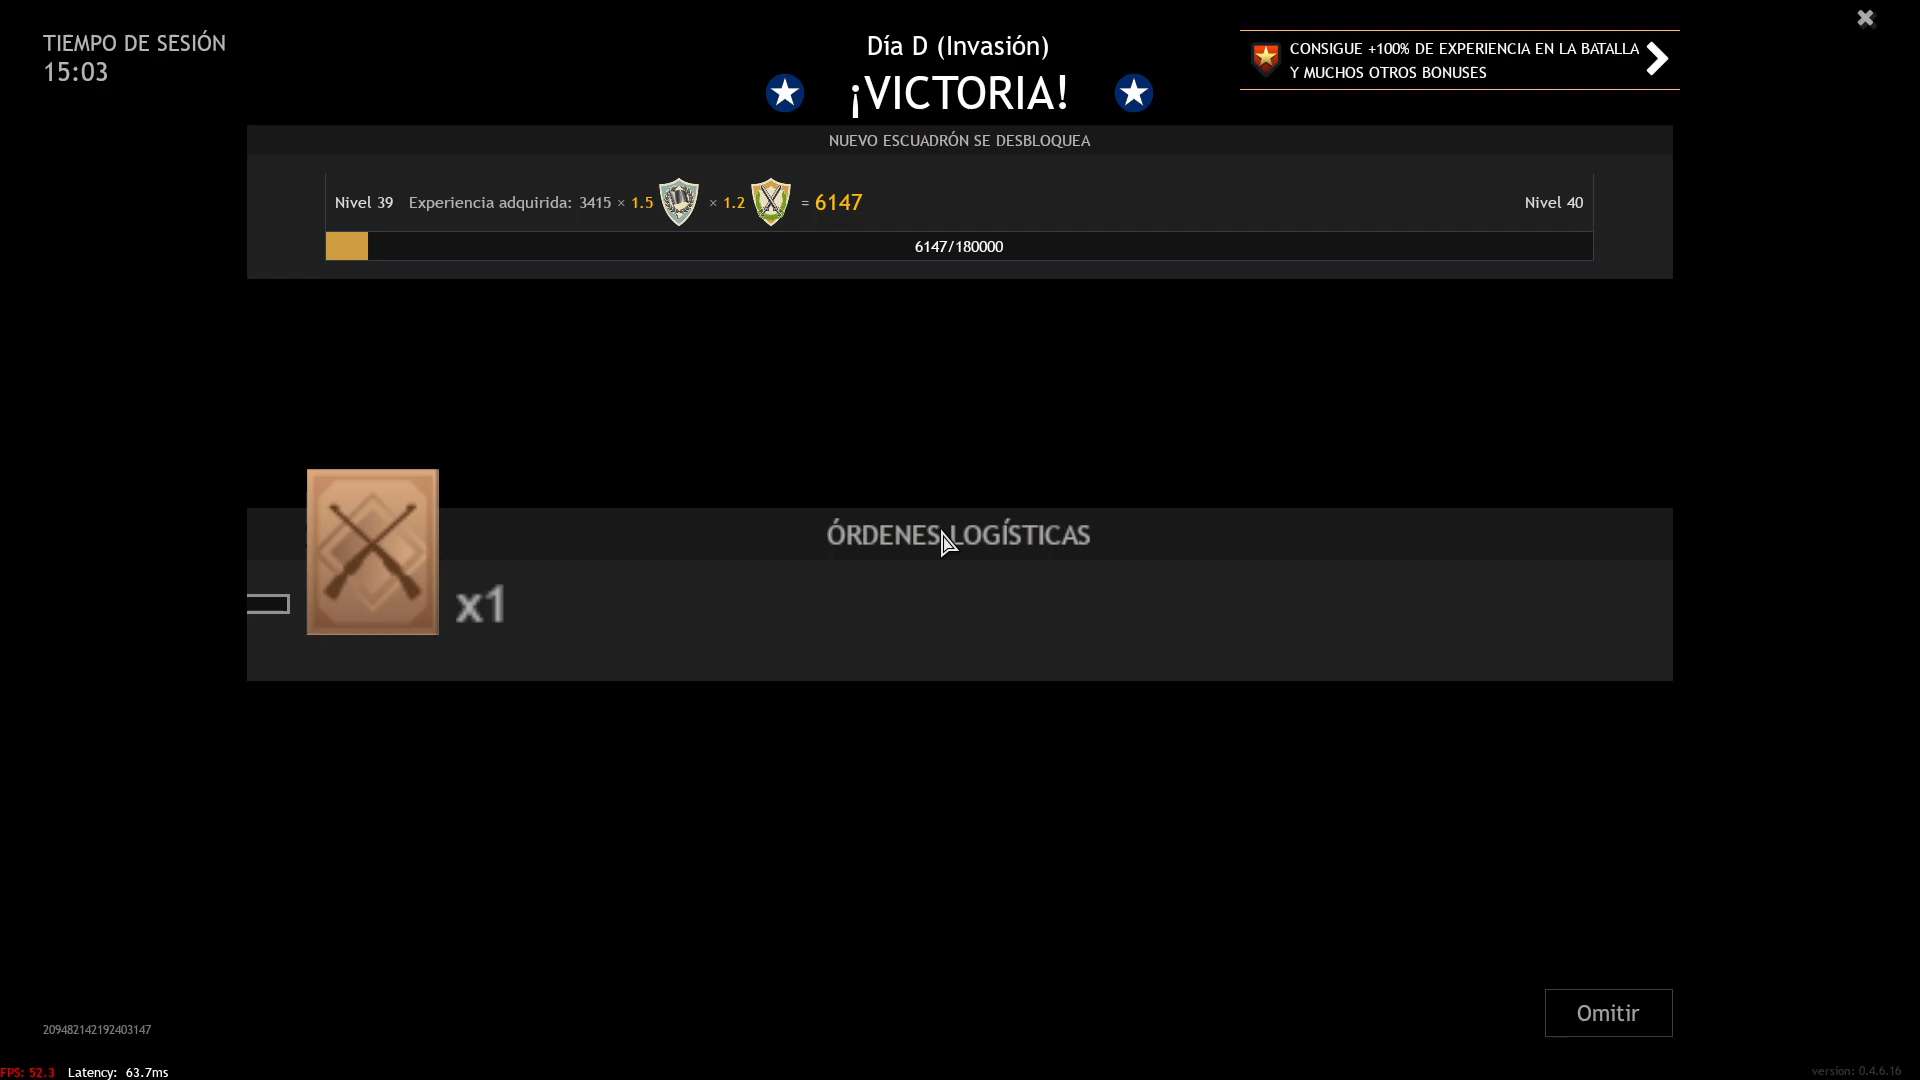 TIEMPO DE SESIÓN
15:03
Día D (Invasión)
¡VICTORIA!
CONSIGUE +100% DE EXPERIENCIA EN LA BATALLA
Y MUCHOS OTROS BONUSES
NUEVO ESCUADRÓN SE DESBLOQUEA
Nivel 39 Experiencia adquirida: 3415 × 1.5 × 1.2 = 6147 Nivel 40
6147/180000
ÓRDENES LOGÍSTICAS
x1
Omitir
209482142192403147
FPS: 52.3 Latency: 63.7ms
version: 0.4.6.16